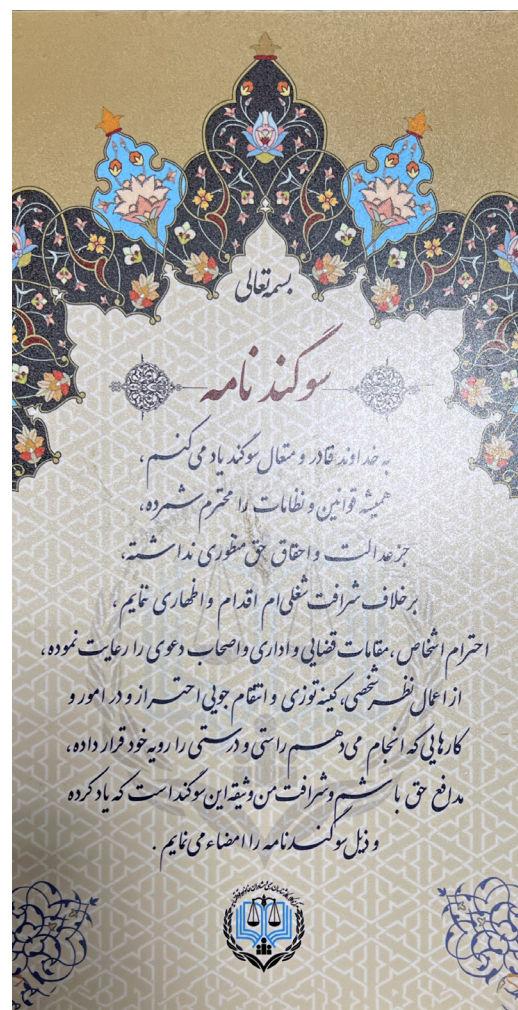 بسمه تعالی
سوگند نامه
به خداوند قادر و متعال سوگند یاد می‌کنم،
همیشه قوانین و نظامات را محترم شمرده،
جز عدالت و احقاق حق منظوری نداشته،
برخلاف شرافت شغلی‌ام اقدام و اظهاری ننمایم،
احترام اشخاص، مقامات قضایی و اداری و اصحاب دعوی را رعایت نموده،
از اعمال نظر شخصی، کینه توزی و انتقام جویی احتراز و در امور و
کارهایی که انجام می‌دهم راستی و درستی را رویه خود قرار داده،
مدافع حق باشم و شرافت من وثیقه این سوگند است که یاد کرده
و ذیل سوگندنامه را امضاء می‌نمایم.